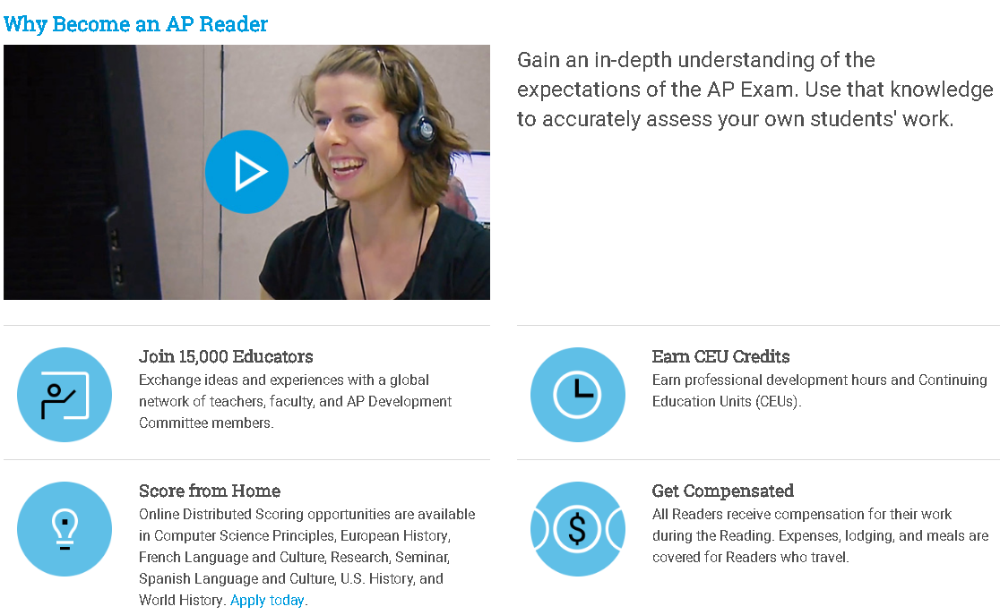 Why Become an AP Reader
Gain an in-depth understanding of the
expectations of the AP Exam. Use that knowledge
to accurately assess your own students' work.
Join 15,000 Educators
Exchange ideas and experiences with a global
network of teachers, faculty, and AP Development
Committee members.
Earn CEU Credits
Earn professional development hours and Continuing
Education Units (CEUs).
Score from Home
Online Distributed Scoring opportunities are available
in Computer Science Principles, European History,
French Language and Culture, Research, Seminar,
Spanish Language and Culture, U.S. History, and
World History. Apply today.
$
Get Compensated
All Readers receive compensation for their work
during the Reading. Expenses, lodging, and meals are
covered for Readers who travel.